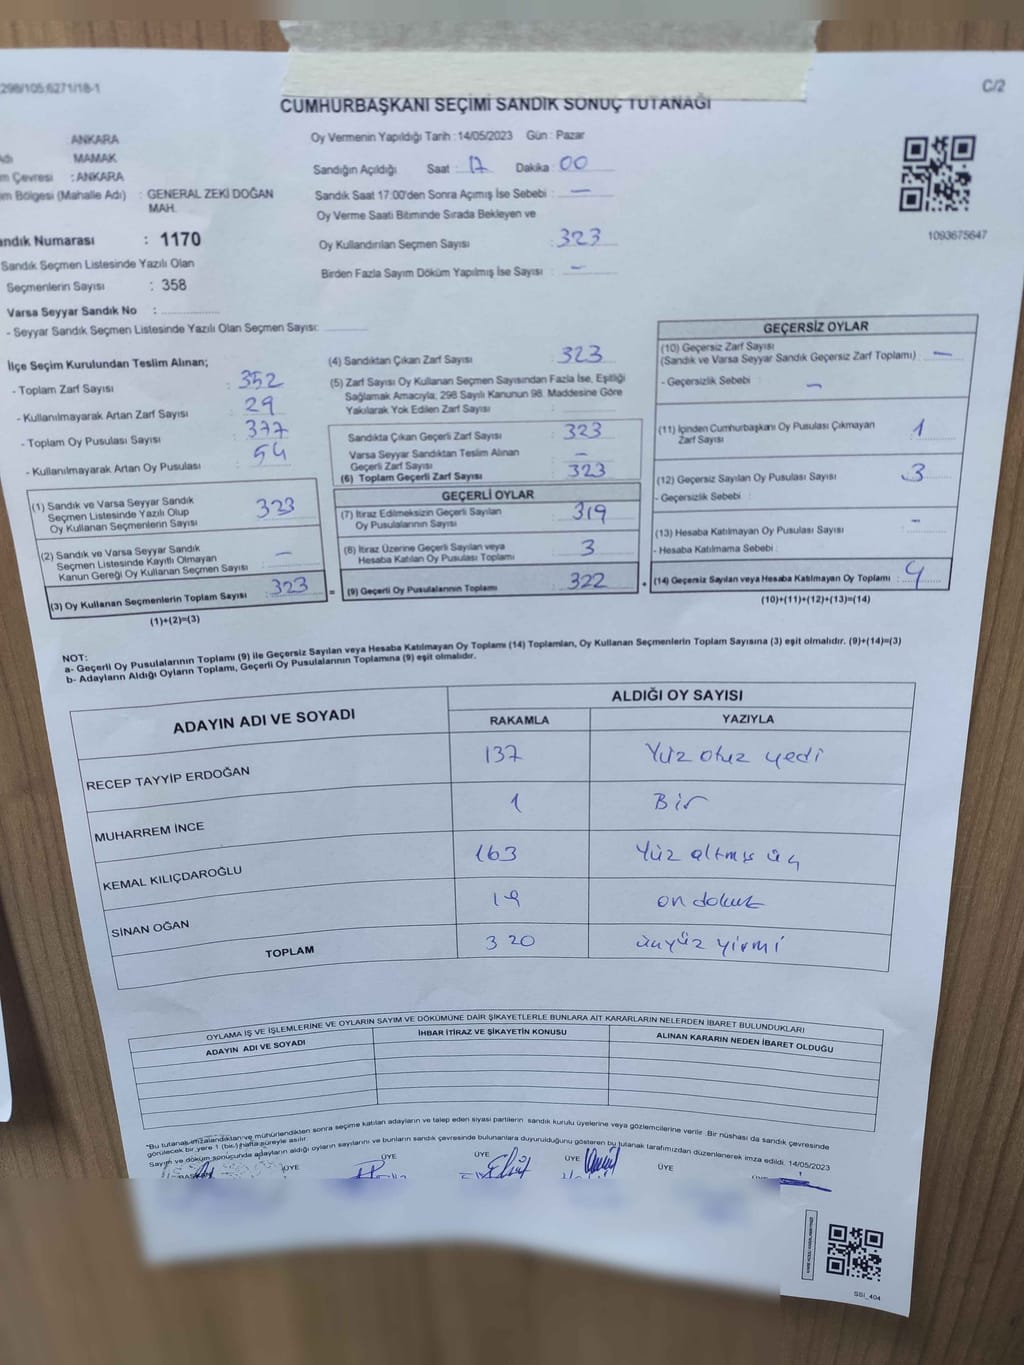 298/105:6271/18-1
C/2
CUMHURBAŞKANI SEÇİMİ SANDIK SONUÇ TUTANAĞI
ANKARA
MAMAK
Çevresi : ANKARA
Bölgesi (Mahalle Adı) : GENERAL ZEKİ DOĞAN
MAH.
Numarası : 1170
Sandık Seçmen Listesinde Yazılı Olan
Seçmenlerin Sayısı : 358
Varsa Seyyar Sandık No :
- Seyyar Sandık Seçmen Listesinde Yazılı Olan Seçmen Sayısı:
Oy Vermenin Yapıldığı Tarih : 14/05/2023 Gün : Pazar
Sandığın Açıldığı Saat : 17 Dakika : 00
Sandık Saat 17:00'den Sonra Açımış İse Sebebi : —
Oy Verme Saati Bitiminde Sırada Bekleyen ve
Oy Kullandırılan Seçmen Sayısı : 323
Birden Fazla Sayım Döküm Yapılmış İse Sayısı : —
1093675647
İlçe Seçim Kurulundan Teslim Alınan;
- Toplam Zarf Sayısı : 352
- Kullanılmayarak Artan Zarf Sayısı : 29
- Toplam Oy Pusulası Sayısı : 377
- Kullanılmayarak Artan Oy Pusulası : 54
(1) Sandık ve Varsa Seyyar Sandık
Seçmen Listesinde Yazılı Olup
Oy Kullanan Seçmenlerin Sayısı : 323
(2) Sandık ve Varsa Seyyar Sandık
Seçmen Listesinde Kayıtlı Olmayan
Kanun Gereği Oy Kullanan Seçmen Sayısı : —
(3) Oy Kullanan Seçmenlerin Toplam Sayısı : 323
(1)+(2)=(3)
(4) Sandıktan Çıkan Zarf Sayısı : 323
(5) Zarf Sayısı Oy Kullanan Seçmen Sayısından Fazla İse, Eşitliği
Sağlamak Amacıyla, 298 Sayılı Kanunun 98. Maddesine Göre
Yakılarak Yok Edilen Zarf Sayısı :
Sandıkta Çıkan Geçerli Zarf Sayısı : 323
Varsa Seyyar Sandıktan Teslim Alınan
Geçerli Zarf Sayısı : —
(6) Toplam Geçerli Zarf Sayısı : 323
GEÇERLİ OYLAR
(7) İtiraz Edilmeksizin Geçerli Sayılan
Oy Pusulalarının Sayısı : 319
(8) İtiraz Üzerine Geçerli Sayılan veya
Hesaba Katılan Oy Pusulası Toplamı : 3
= (9) Geçerli Oy Pusulalarının Toplamı : 322
GEÇERSİZ OYLAR
(10) Geçersiz Zarf Sayısı
(Sandık ve Varsa Seyyar Sandık Geçersiz Zarf Toplamı) : —
- Geçersizlik Sebebi : —
(11) İçinden Cumhurbaşkanı Oy Pusulası Çıkmayan
Zarf Sayısı : 1
(12) Geçersiz Sayılan Oy Pusulası Sayısı : 3
- Geçersizlik Sebebi :
(13) Hesaba Katılmayan Oy Pusulası Sayısı : —
- Hesaba Katılmama Sebebi :
+ (14) Geçersiz Sayılan veya Hesaba Katılmayan Oy Toplamı : 4
(10)+(11)+(12)+(13)=(14)
NOT:
a- Geçerli Oy Pusulalarının Toplamı (9) ile Geçersiz Sayılan veya Hesaba Katılmayan Oy Toplamı (14) Toplamları, Oy Kullanan Seçmenlerin Toplam Sayısına (3) eşit olmalıdır. (9)+(14)=(3)
b- Adayların Aldığı Oyların Toplamı, Geçerli Oy Pusulalarının Toplamına (9) eşit olmalıdır.
ADAYIN ADI VE SOYADI
ALDIĞI OY SAYISI
RAKAMLA YAZIYLA
RECEP TAYYİP ERDOĞAN 137 Yüz otuz yedi
MUHARREM İNCE 1 Bir
KEMAL KILIÇDAROĞLU 163 Yüz altmış üç
SİNAN OĞAN 19 on dokuz
TOPLAM 320 üçyüz yirmi
OYLAMA İŞ VE İŞLEMLERİNE VE OYLARIN SAYIM VE DÖKÜMÜNE DAİR ŞİKAYETLERLE BUNLARA AİT KARARLARIN NELERDEN İBARET BULUNDUKLARI
ADAYIN ADI VE SOYADI İHBAR İTİRAZ VE ŞİKAYETİN KONUSU ALINAN KARARIN NEDEN İBARET OLDUĞU
*Bu tutanak imzalandıktan ve mühürlendikten sonra seçime katılan adayların ve talep eden siyasi partilerin sandık kurulu üyelerine veya gözlemcilerine verilir. Bir nüshası da sandık çevresinde
görülecek bir yere 1 (bir) hafta süreyle asılır.
Sayım ve döküm sonucunda adayların aldığı oyların sayılarını ve bunların sandık çevresinde bulunanlara duyurulduğunu gösteren bu tutanak tarafımızdan düzenlenerek imza edildi. 14/05/2023
ÜYE ÜYE ÜYE ÜYE ÜYE
SSİ_404